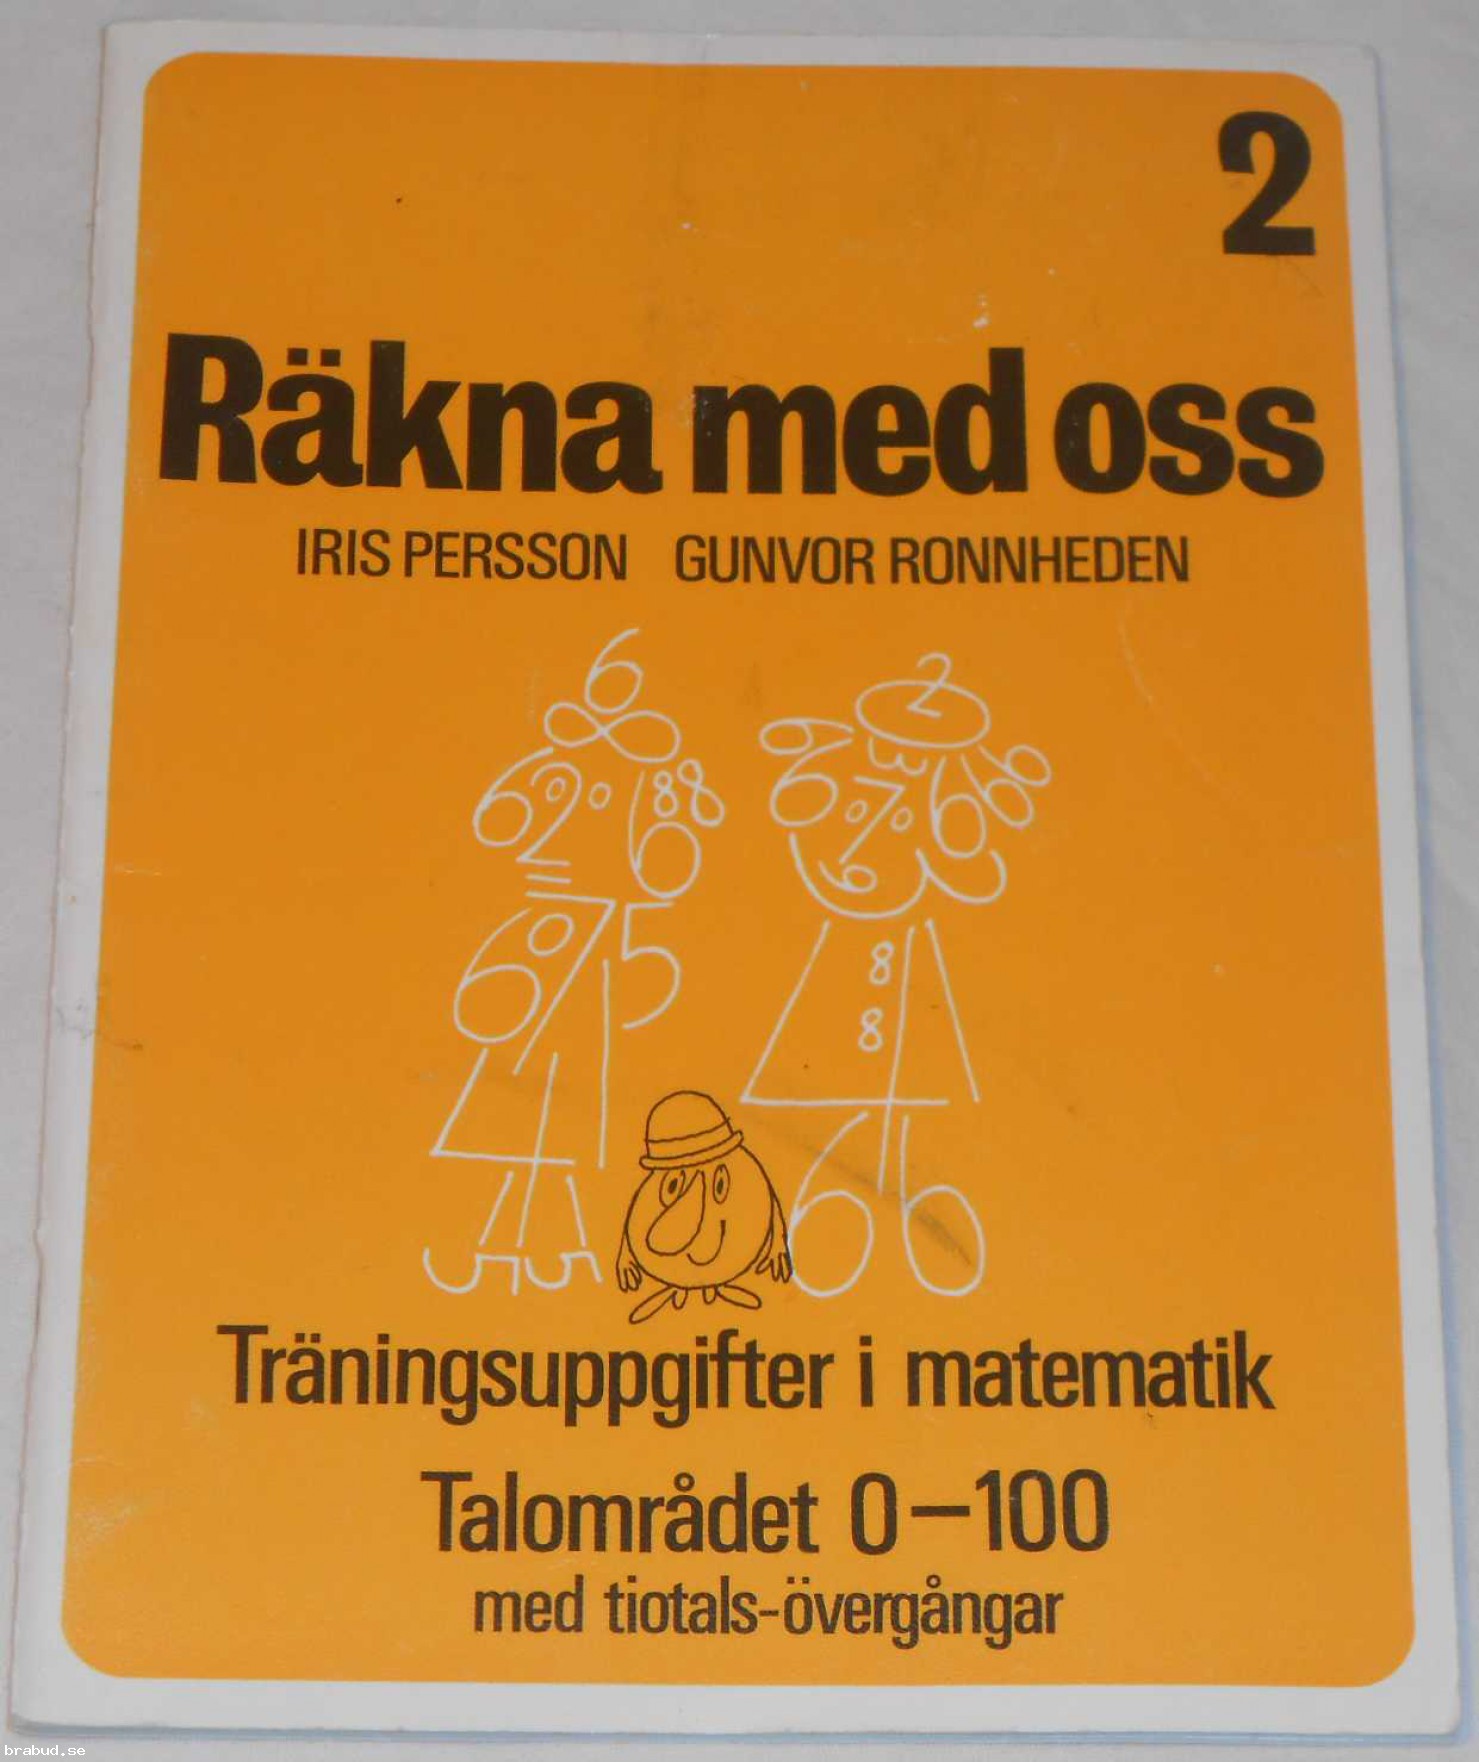 2
Räkna med oss
IRIS PERSSON GUNVOR RONNHEDEN
Träningsuppgifter i matematik
Talområdet 0–100
med tiotals-övergångar
brabud.se